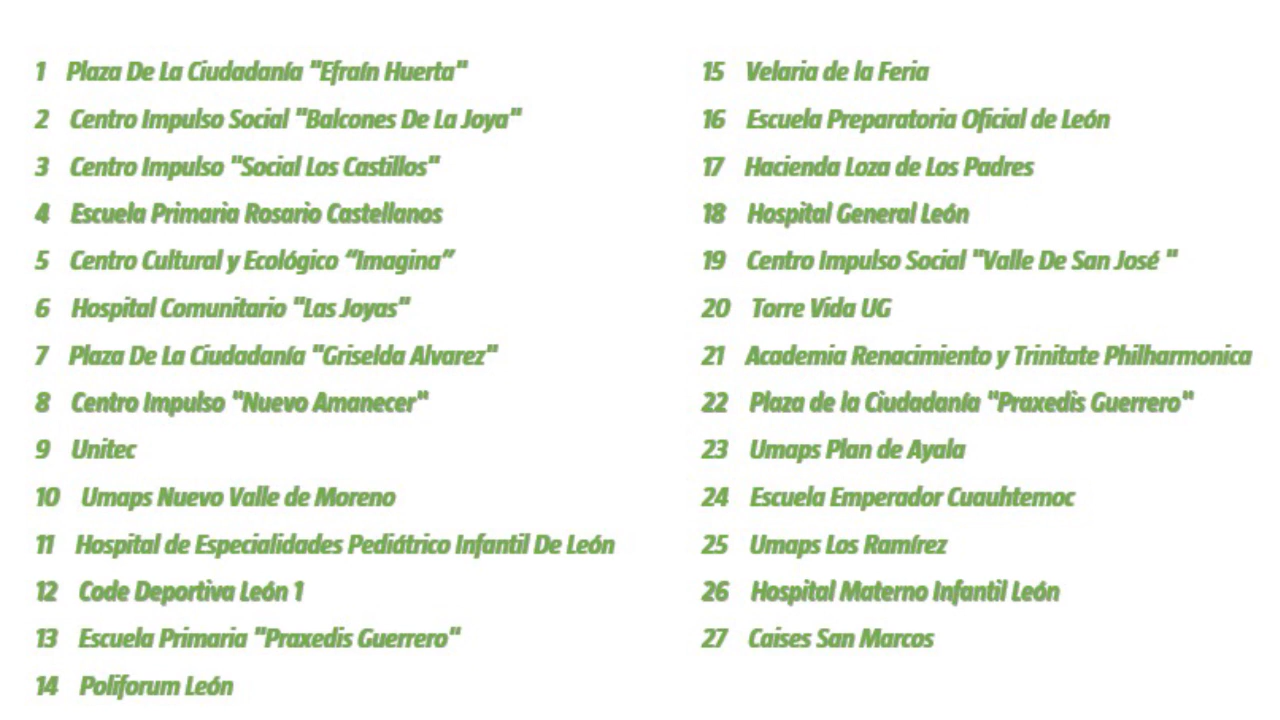 1 Plaza De La Ciudadanía "Efraín Huerta"
2 Centro Impulso Social "Balcones De La Joya"
3 Centro Impulso "Social Los Castillos"
4 Escuela Primaria Rosario Castellanos
5 Centro Cultural y Ecológico “Imagina”
6 Hospital Comunitario "Las Joyas"
7 Plaza De La Ciudadanía "Griselda Alvarez"
8 Centro Impulso "Nuevo Amanecer"
9 Unitec
10 Umaps Nuevo Valle de Moreno
11 Hospital de Especialidades Pediátrico Infantil De León
12 Code Deportiva León 1
13 Escuela Primaria "Praxedis Guerrero"
14 Poliforum León
15 Velaria de la Feria
16 Escuela Preparatoria Oficial de León
17 Hacienda Loza de Los Padres
18 Hospital General León
19 Centro Impulso Social "Valle De San José "
20 Torre Vida UG
21 Academia Renacimiento y Trinitate Philharmonica
22 Plaza de la Ciudadanía "Praxedis Guerrero"
23 Umaps Plan de Ayala
24 Escuela Emperador Cuauhtemoc
25 Umaps Los Ramírez
26 Hospital Materno Infantil León
27 Caises San Marcos